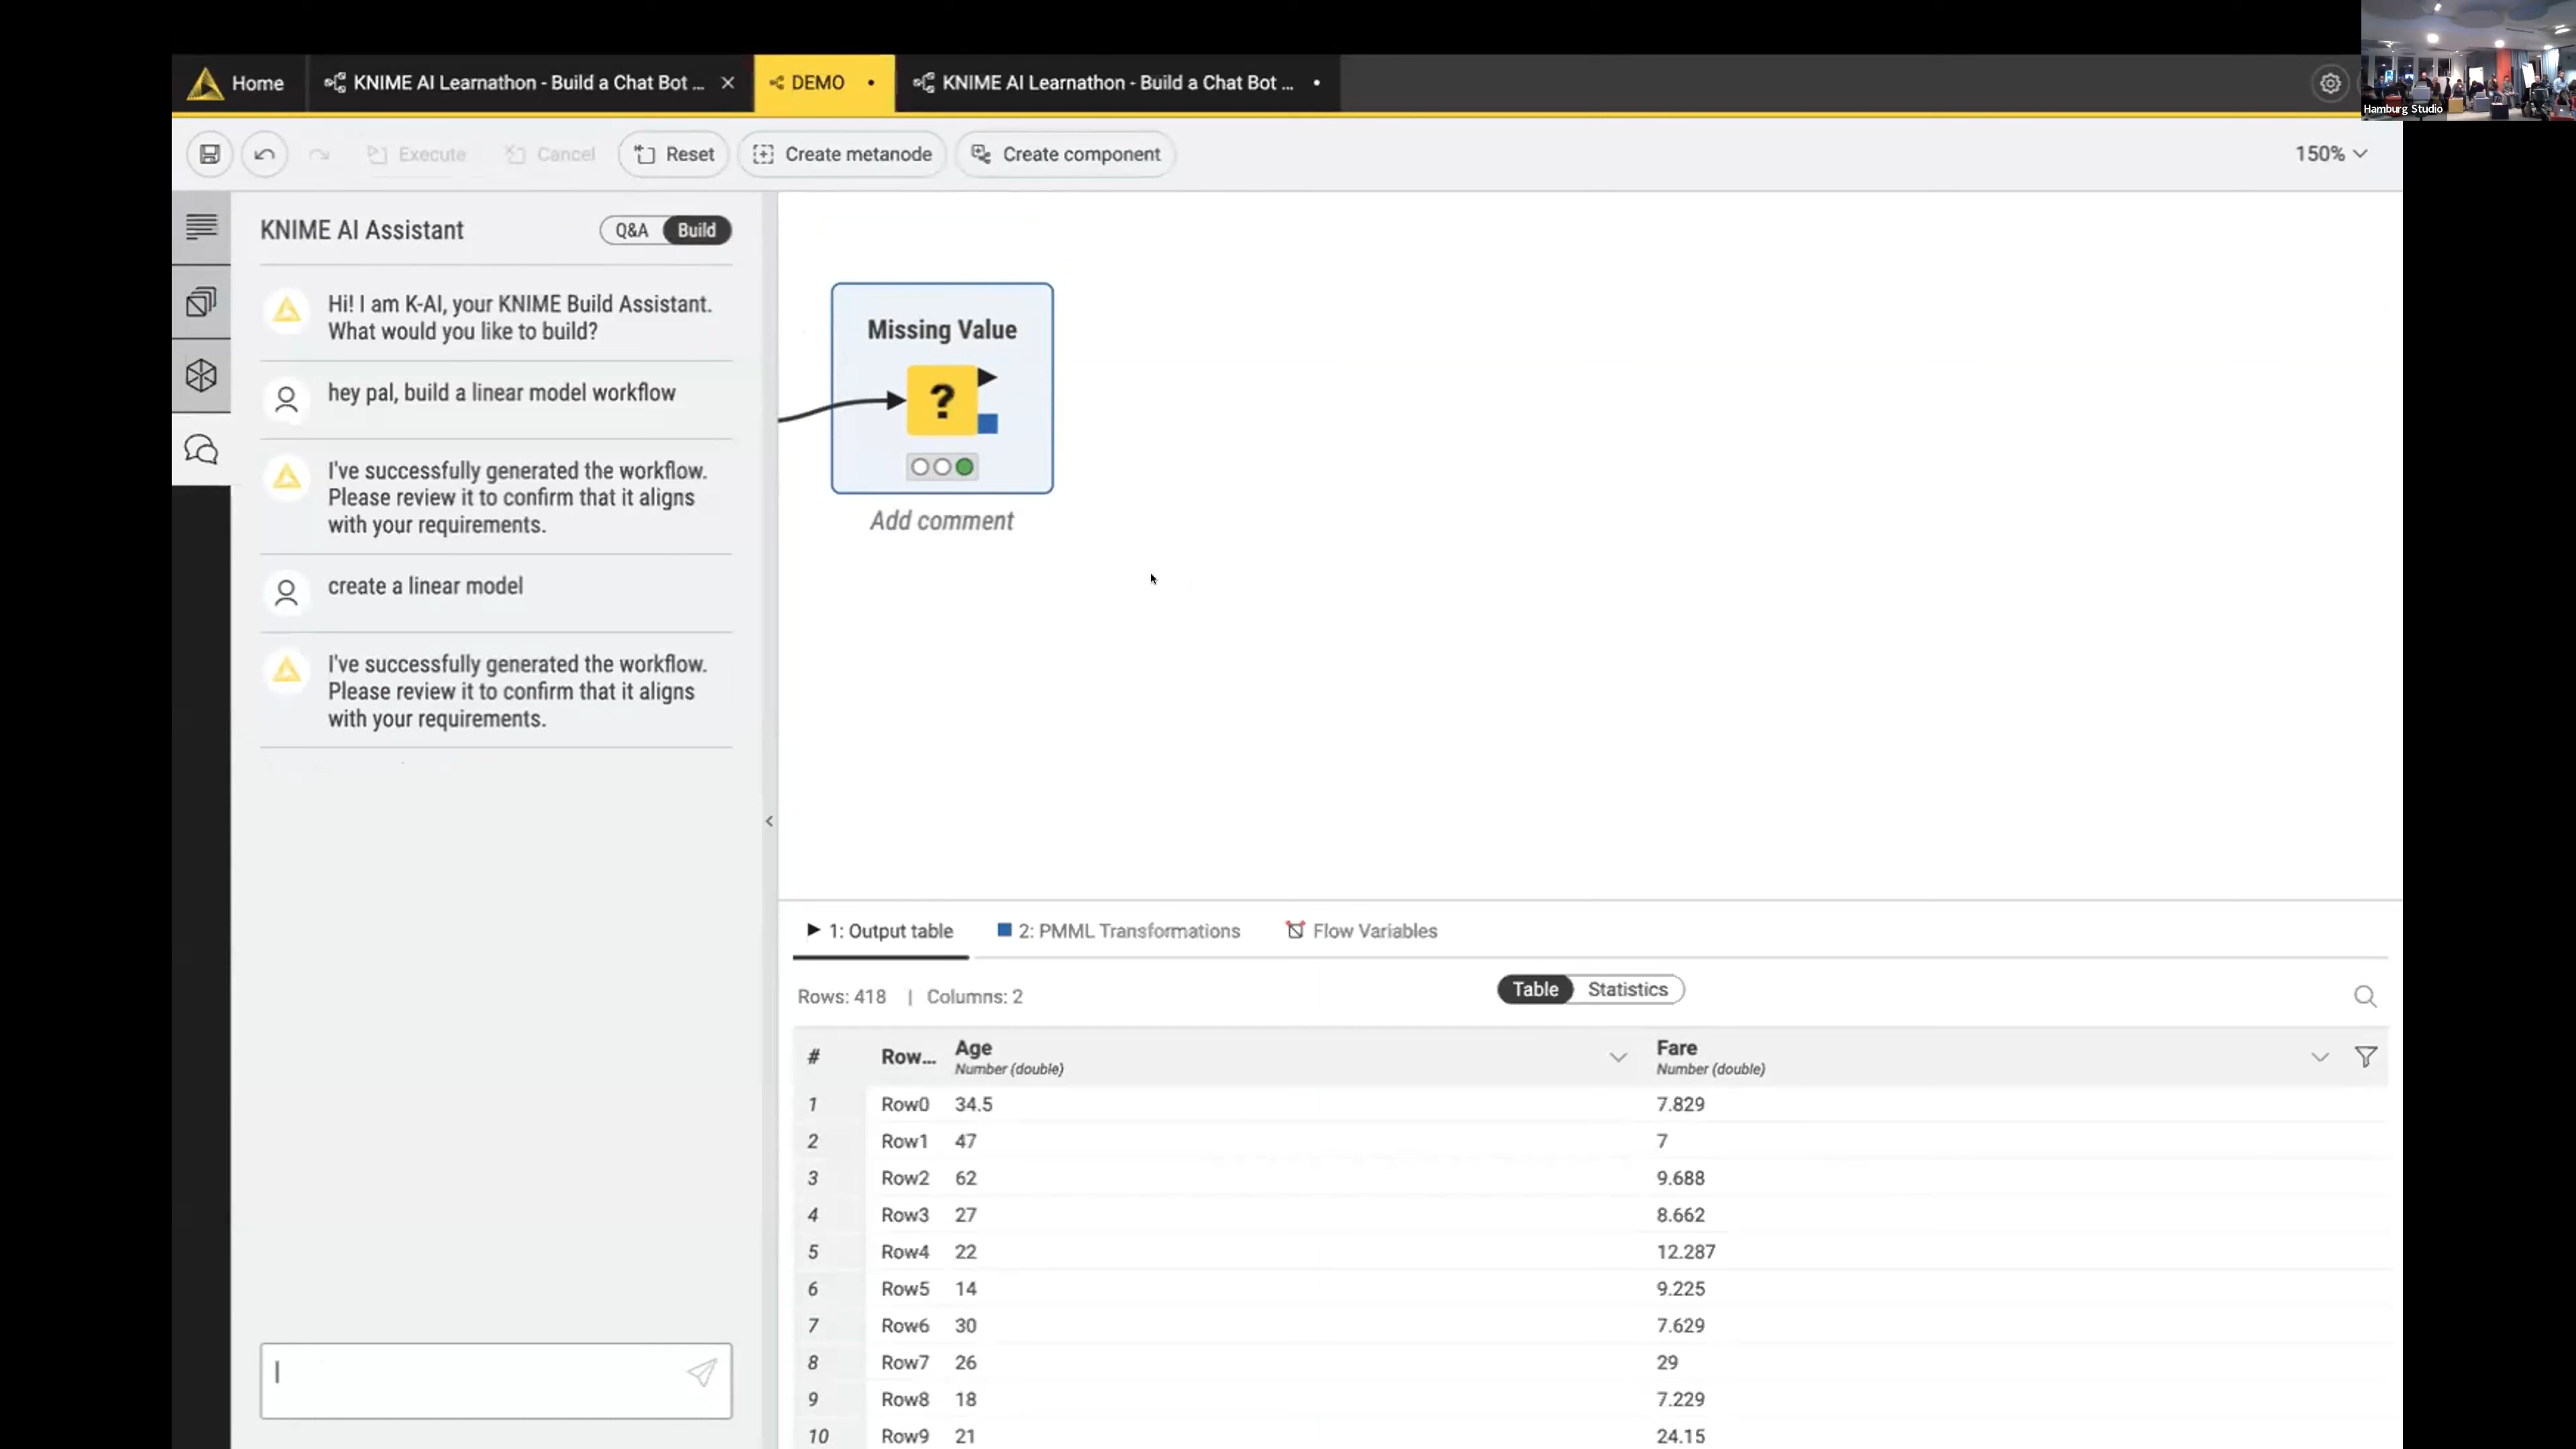 Home
KNIME AI Learnathon - Build a Chat Bot ...
DEMO
KNIME AI Learnathon - Build a Chat Bot ...
Hamburg Studio
Execute
Cancel
Reset
Create metanode
Create component
150%
KNIME AI Assistant
Q&A
Build
Hi! I am K-AI, your KNIME Build Assistant.
What would you like to build?
hey pal, build a linear model workflow
I've successfully generated the workflow.
Please review it to confirm that it aligns
with your requirements.
create a linear model
I've successfully generated the workflow.
Please review it to confirm that it aligns
with your requirements.
Missing Value
?
Add comment
1: Output table
2: PMML Transformations
Flow Variables
Rows: 418 | Columns: 2
Table
Statistics
# Row... Age Fare
Number (double) Number (double)
1 Row0 34.5 7.829
2 Row1 47 7
3 Row2 62 9.688
4 Row3 27 8.662
5 Row4 22 12.287
6 Row5 14 9.225
7 Row6 30 7.629
8 Row7 26 29
9 Row8 18 7.229
10 Row9 21 24.15